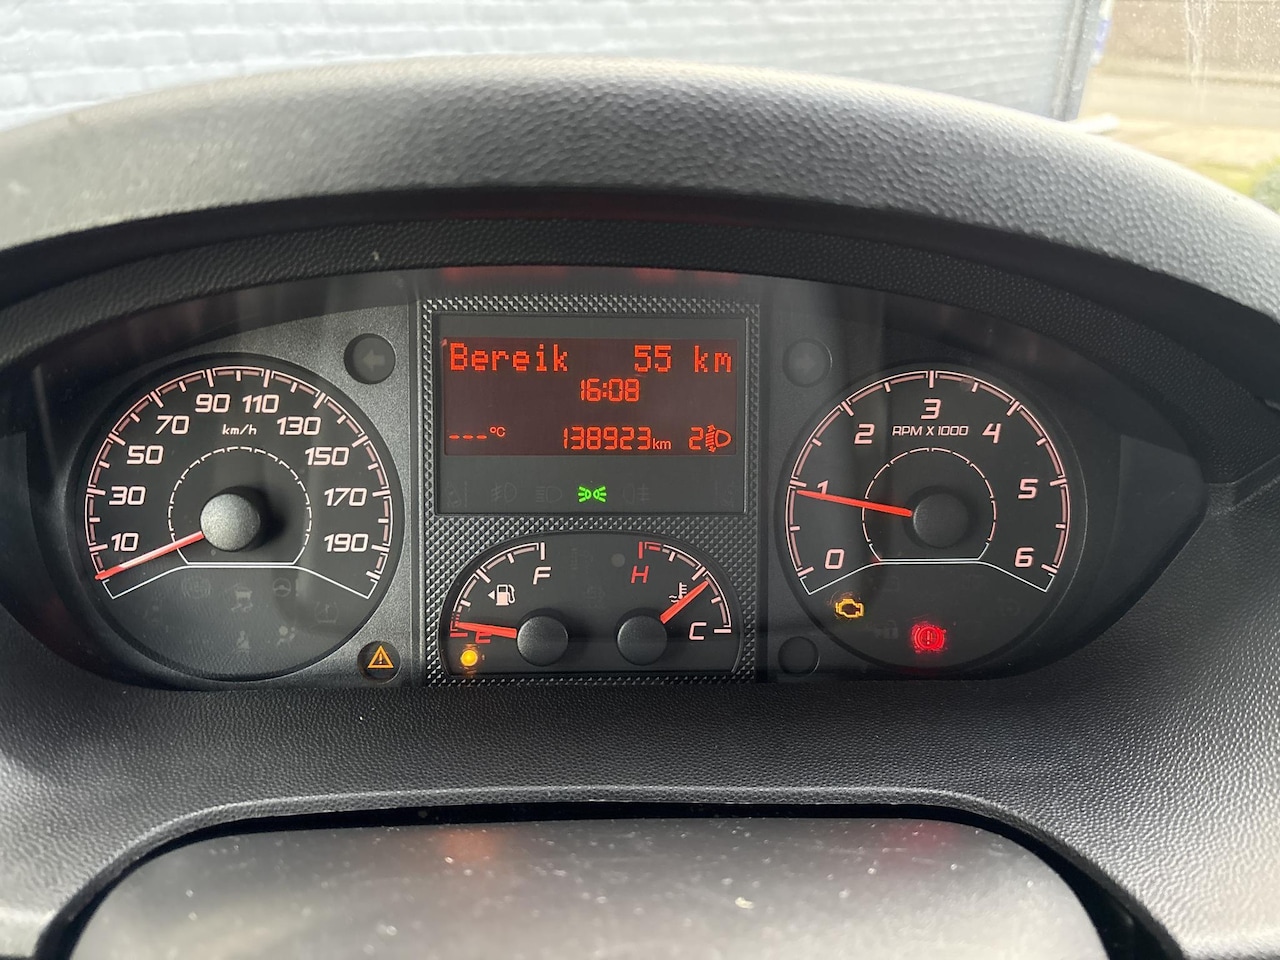 Bereik 55 km
16:08
---°C 138923km 2
10 30 50 70 90 110 130 150 170 190
km/h
F
E
H
C
0 1 2 3 4 5 6
RPM X 1000